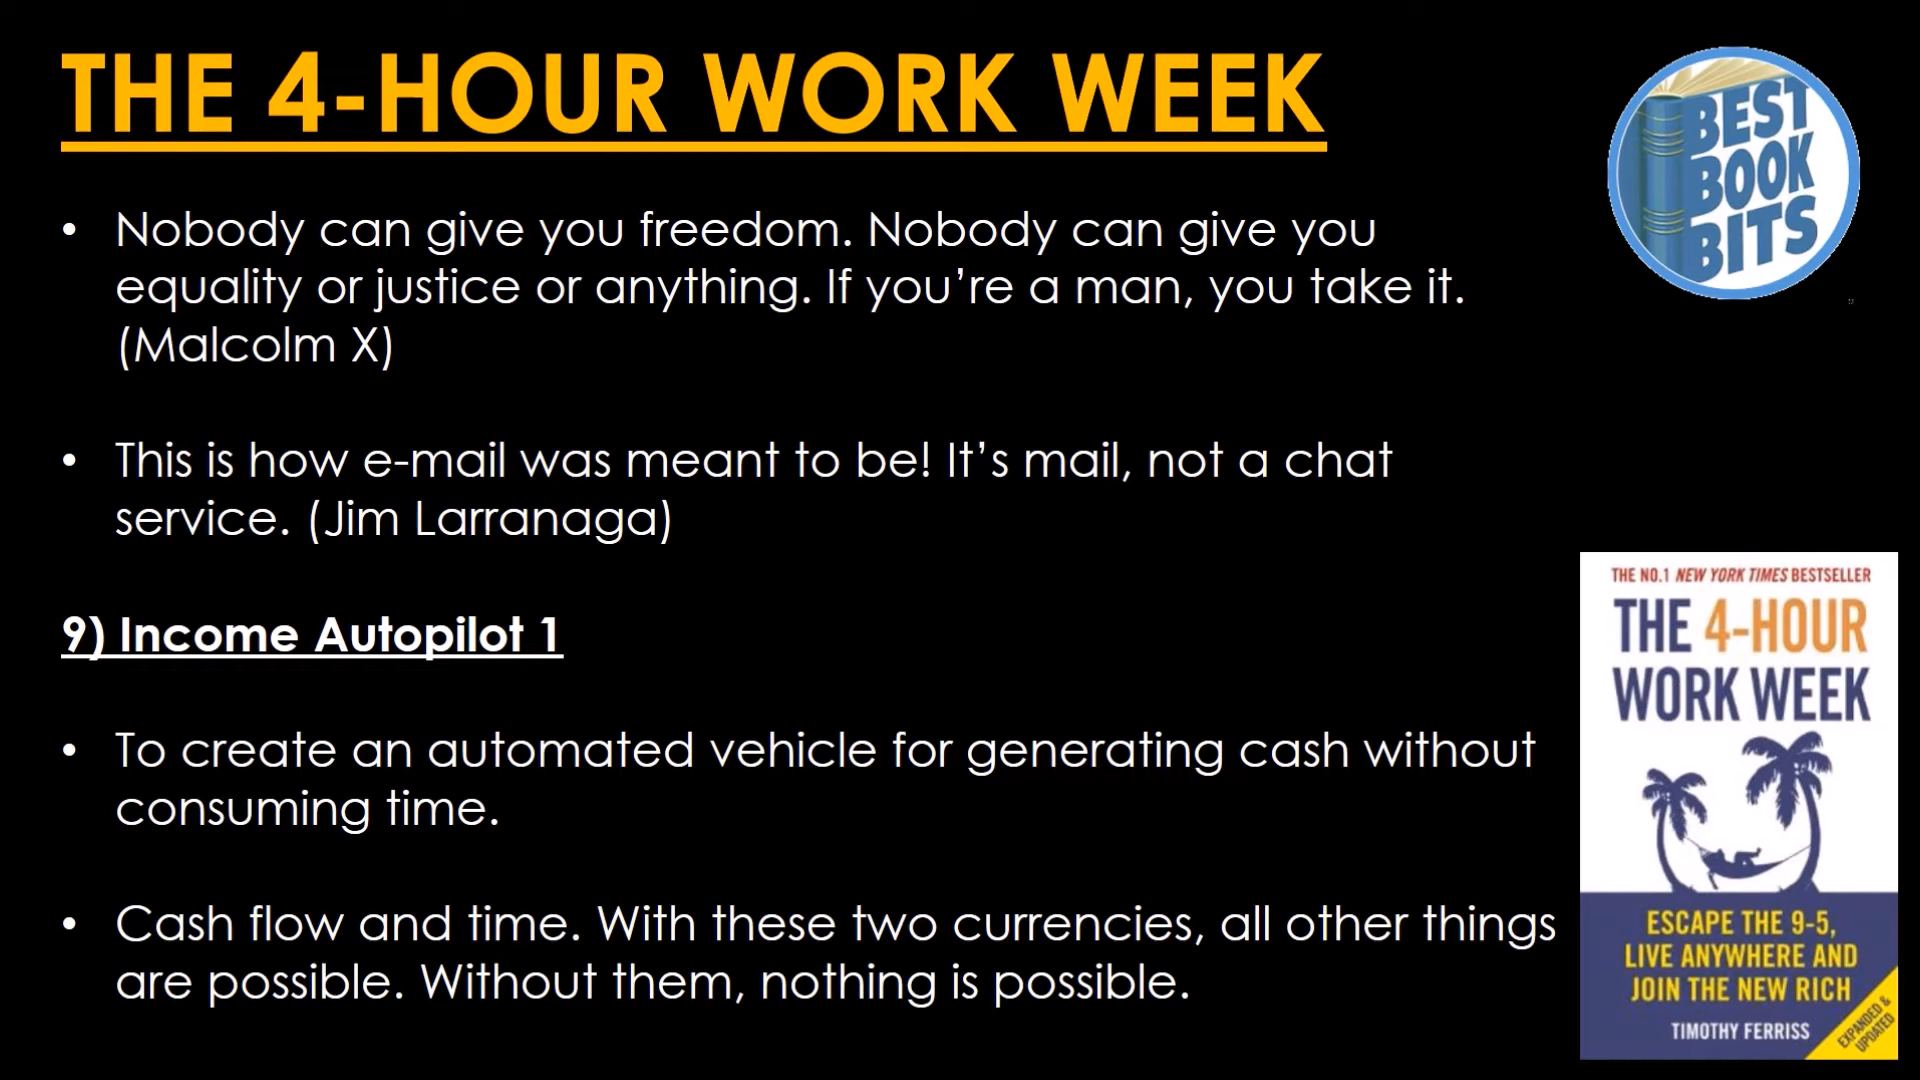 THE 4-HOUR WORK WEEK
BEST
BOOK
BITS
• Nobody can give you freedom. Nobody can give you
equality or justice or anything. If you’re a man, you take it.
(Malcolm X)
• This is how e-mail was meant to be! It’s mail, not a chat
service. (Jim Larranaga)
9) Income Autopilot 1
• To create an automated vehicle for generating cash without
consuming time.
• Cash flow and time. With these two currencies, all other things
are possible. Without them, nothing is possible.
THE NO.1 NEW YORK TIMES BESTSELLER
THE 4-HOUR
WORK WEEK
ESCAPE THE 9-5,
LIVE ANYWHERE AND
JOIN THE NEW RICH
TIMOTHY FERRISS
EXPANDED &
UPDATED